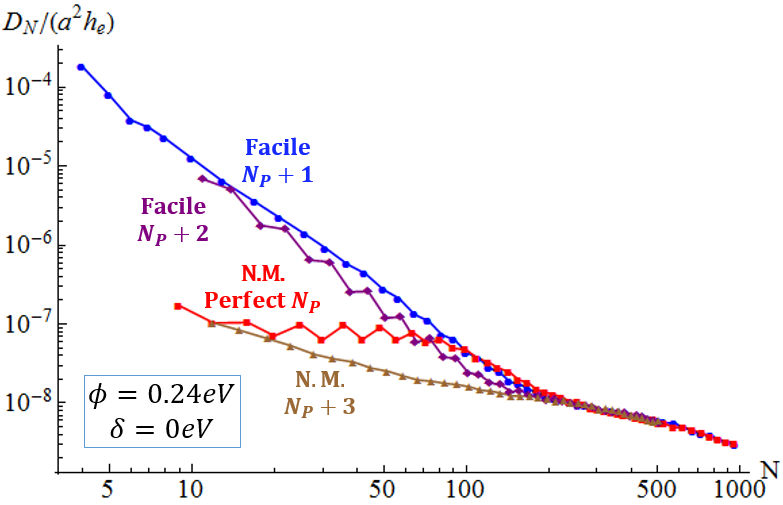 D_N/(a²h_e)
10⁻⁴
10⁻⁵
10⁻⁶
10⁻⁷
10⁻⁸
Facile
N_P + 1
Facile
N_P + 2
N.M.
Perfect N_P
N. M.
N_P + 3
ϕ = 0.24eV
δ = 0eV
5 10 50 100 500 1000 N